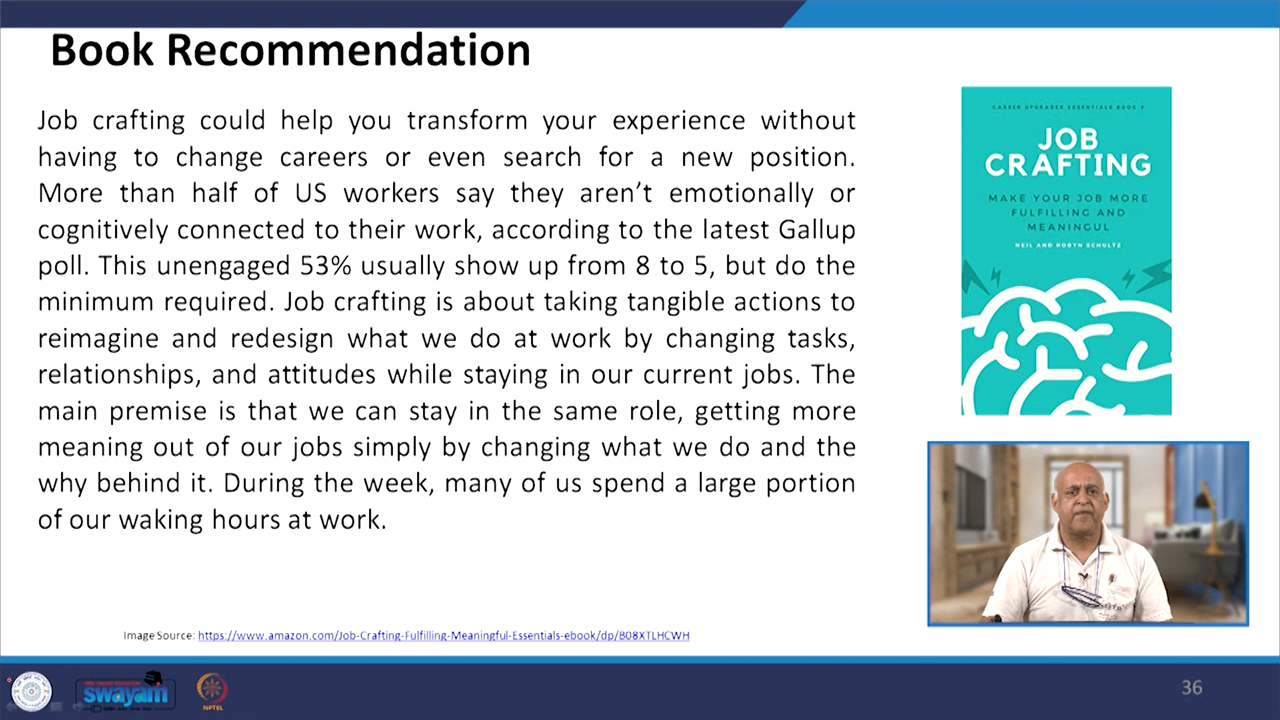 Book Recommendation
Job crafting could help you transform your experience without
having to change careers or even search for a new position.
More than half of US workers say they aren’t emotionally or
cognitively connected to their work, according to the latest Gallup
poll. This unengaged 53% usually show up from 8 to 5, but do the
minimum required. Job crafting is about taking tangible actions to
reimagine and redesign what we do at work by changing tasks,
relationships, and attitudes while staying in our current jobs. The
main premise is that we can stay in the same role, getting more
meaning out of our jobs simply by changing what we do and the
why behind it. During the week, many of us spend a large portion
of our waking hours at work.
CAREER UPGRADER ESSENTIALS BOOK
JOB
CRAFTING
MAKE YOUR JOB MORE
FULFILLING AND
MEANINGUL
NEIL AND ROBYN SCHULTZ
Image Source: https://www.amazon.com/Job-Crafting-Fulfilling-Meaningful-Essentials-ebook/dp/B08XTLHCWH
swayam
NPTEL
36